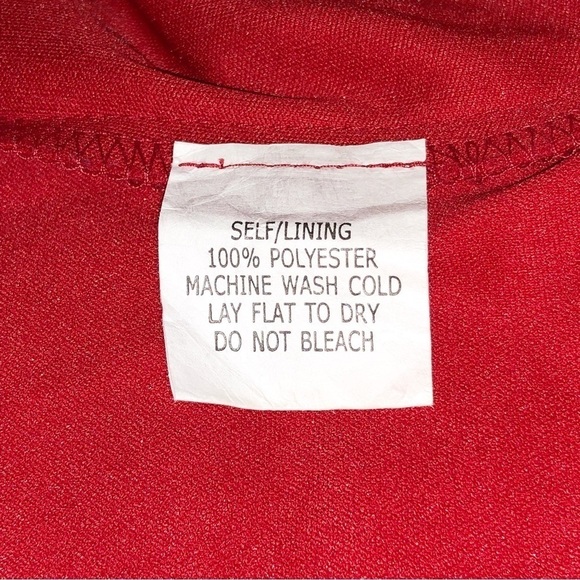 SELF/LINING
100% POLYESTER
MACHINE WASH COLD
LAY FLAT TO DRY
DO NOT BLEACH